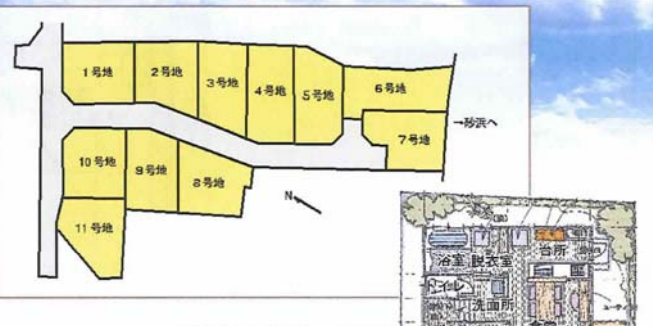 1号地
2号地
3号地
4号地
5号地
6号地
7号地
→砂浜へ
10号地
9号地
8号地
11号地
N
浴室 脱衣室
台所
トイレ
洗面所